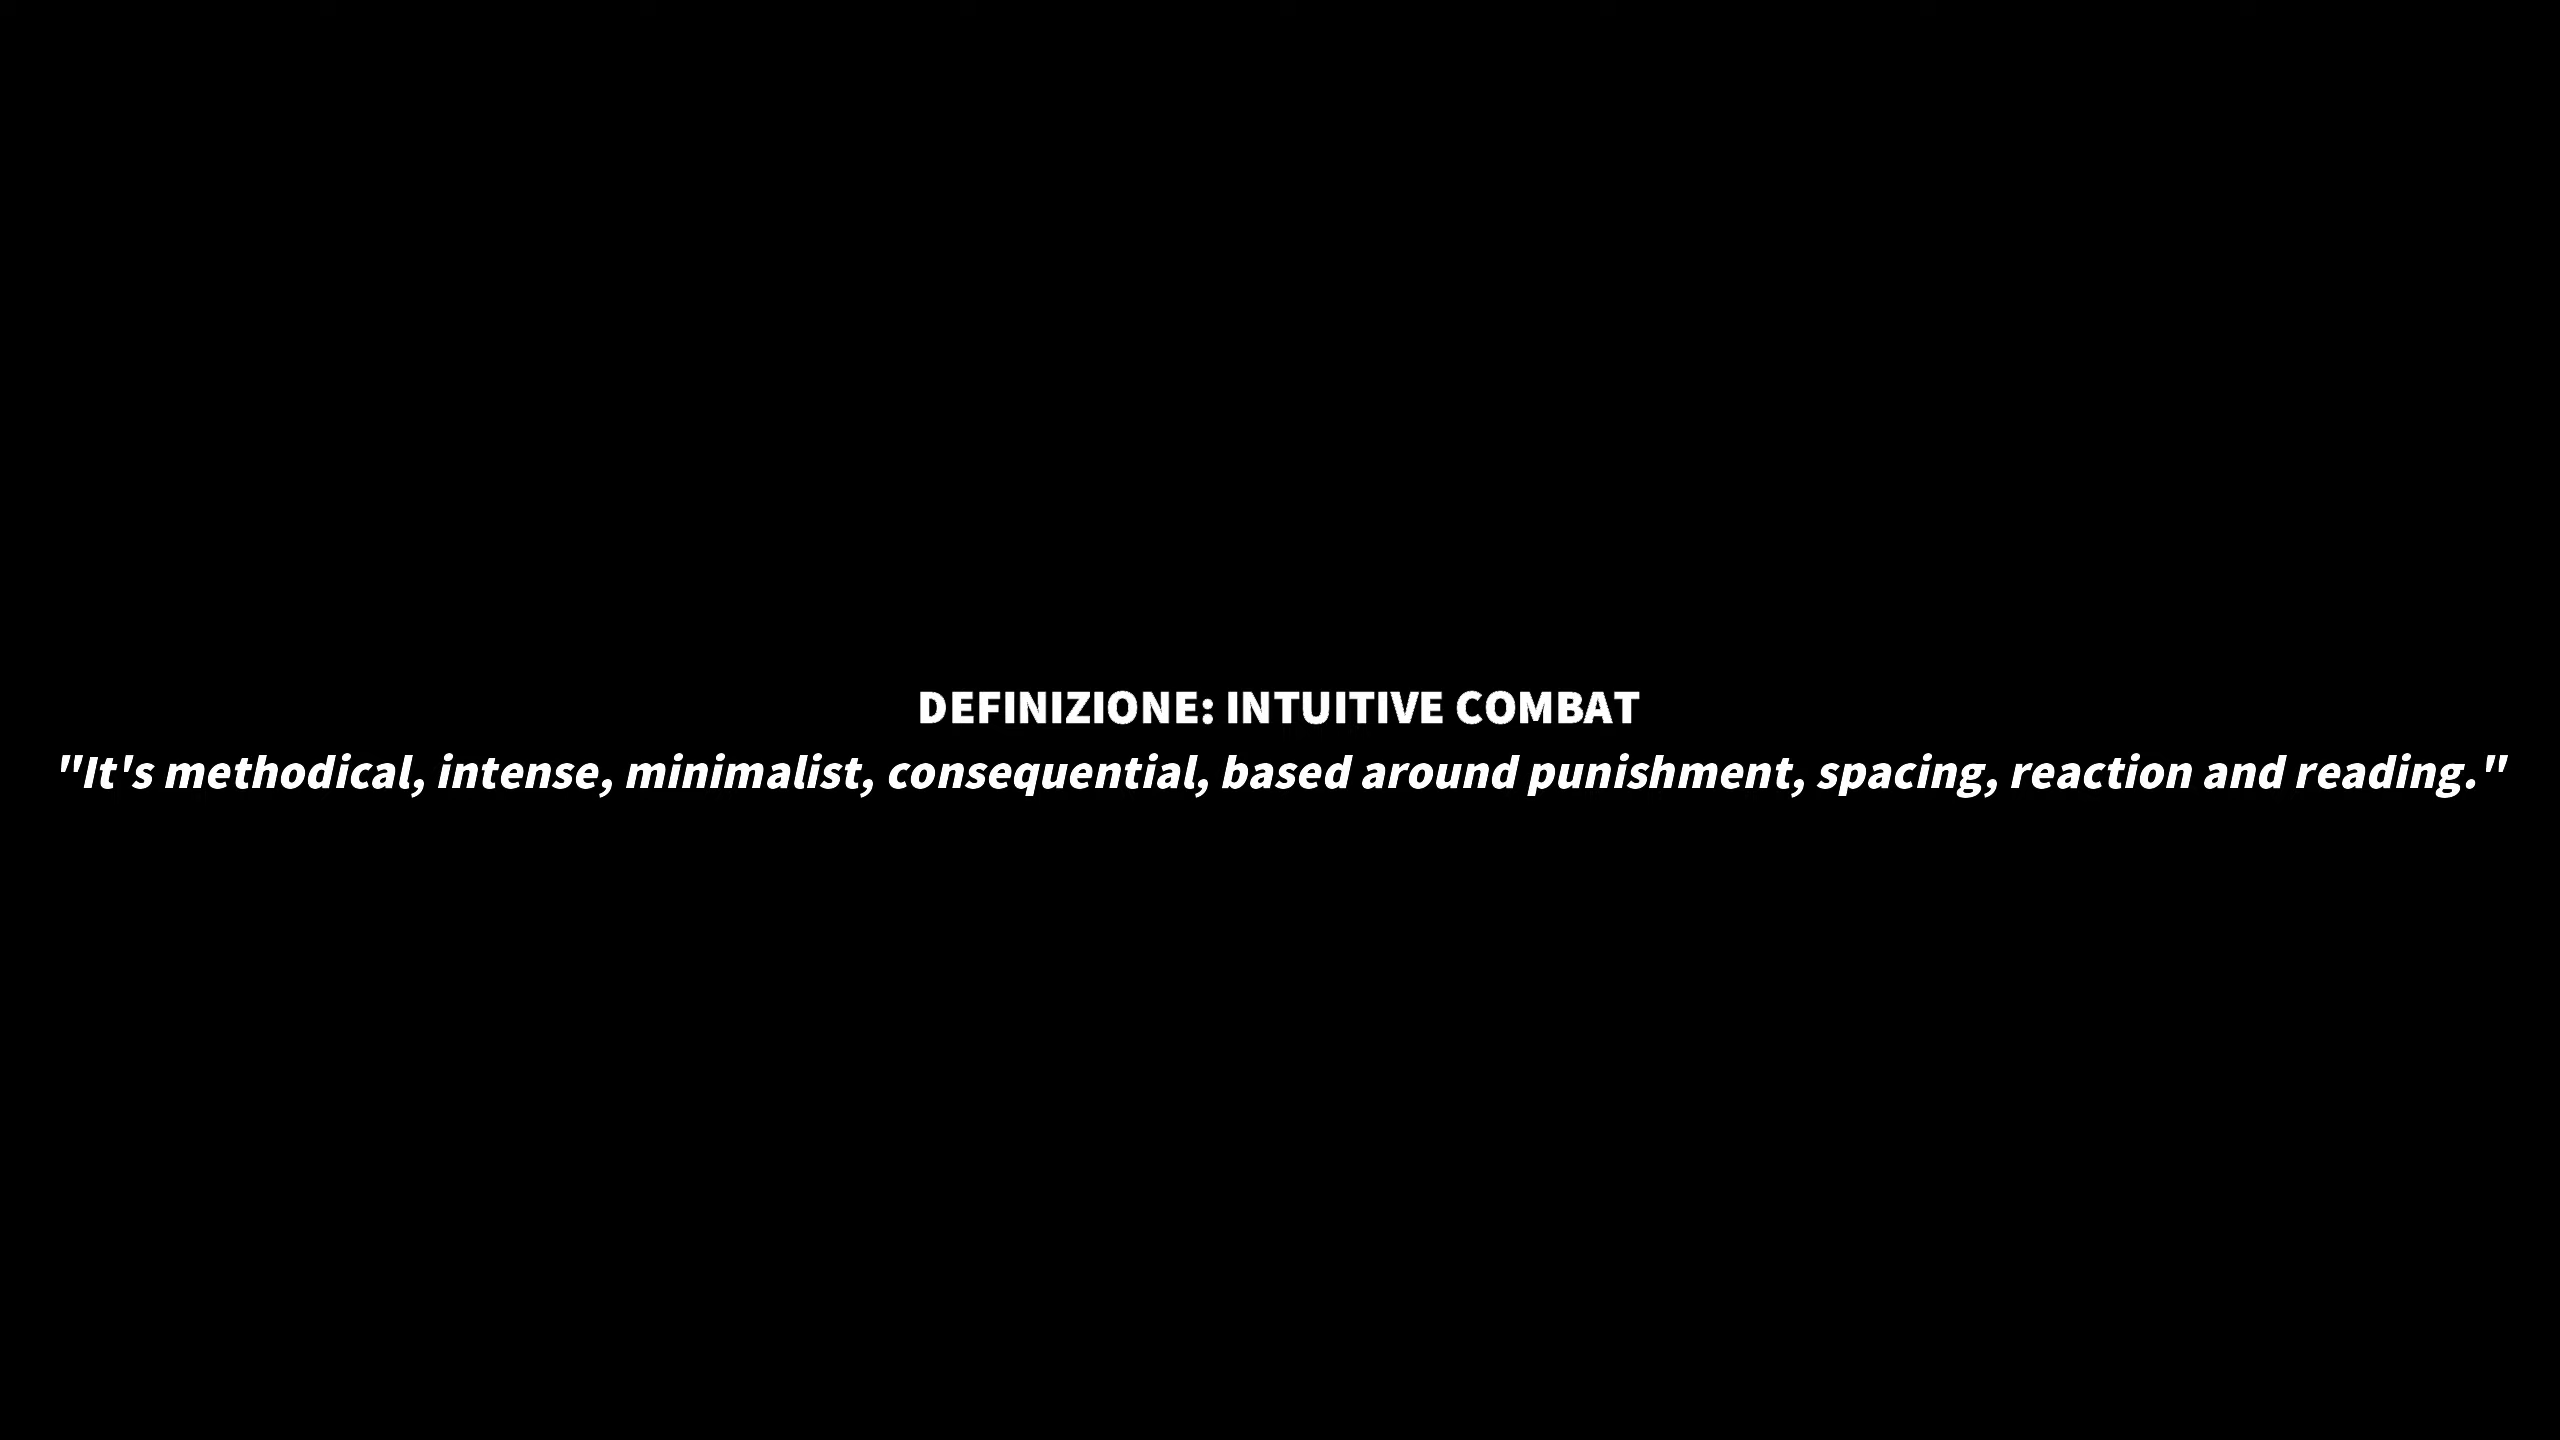 DEFINIZIONE: INTUITIVE COMBAT
"It's methodical, intense, minimalist, consequential, based around punishment, spacing, reaction and reading."